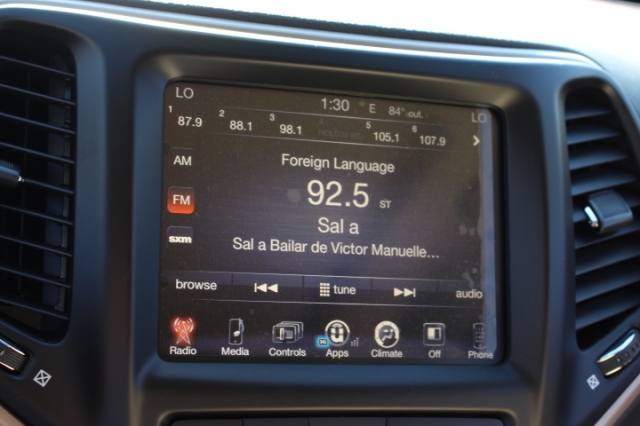 LO 1:30 E 84° out LO
1 87.9 2 88.1 3 98.1 5 105.1 6 107.9
AM
Foreign Language
FM
92.5 ST
sxm
Sal a
Sal a Bailar de Victor Manuelle...
browse tune audio
Radio Media Controls Apps Climate Off Phone